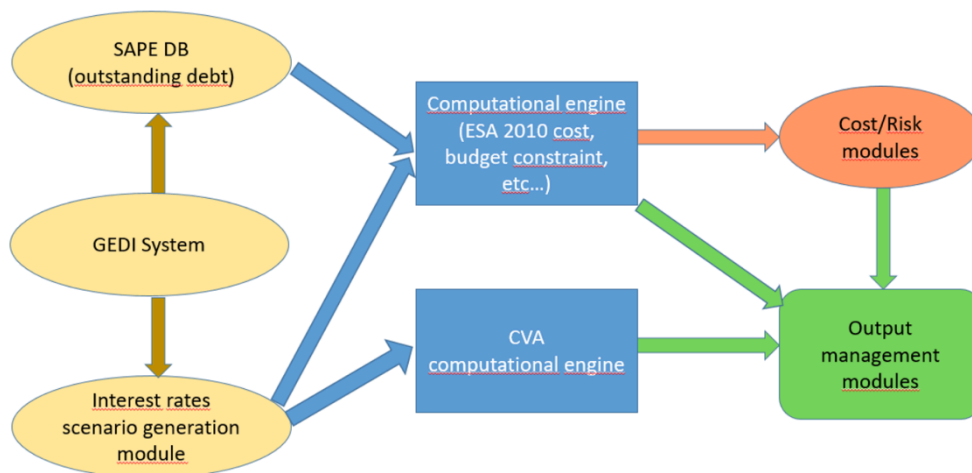 SAPE DB
(outstanding debt)
GEDI System
Interest rates
scenario generation
module
Computational engine
(ESA 2010 cost,
budget constraint,
etc...)
CVA
computational engine
Cost/Risk
modules
Output
management
modules